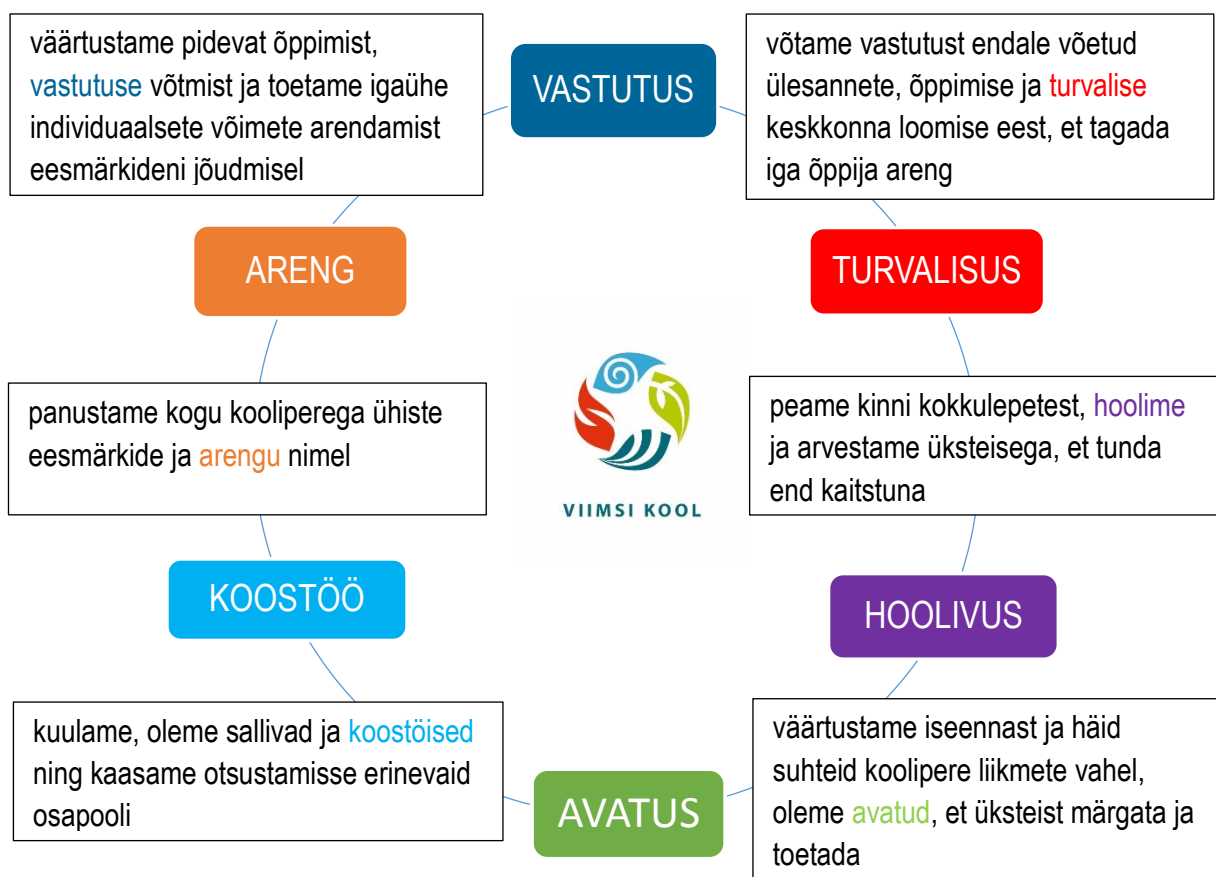 väärtustame pidevat õppimist,
vastutuse võtmist ja toetame igaühe
individuaalsete võimete arendamist
eesmärkideni jõudmisel
VASTUTUS
võtame vastutust endale võetud
ülesannete, õppimise ja turvalise
keskkonna loomise eest, et tagada
iga õppija areng
ARENG
TURVALISUS
panustame kogu kooliperega ühiste
eesmärkide ja arengu nimel
VIIMSI KOOL
peame kinni kokkulepetest, hoolime
ja arvestame üksteisega, et tunda
end kaitstuna
KOOSTÖÖ
HOOLIVUS
kuulame, oleme sallivad ja koostöised
ning kaasame otsustamisse erinevaid
osapooli
AVATUS
väärtustame iseennast ja häid
suhteid koolipere liikmete vahel,
oleme avatud, et üksteist märgata ja
toetada